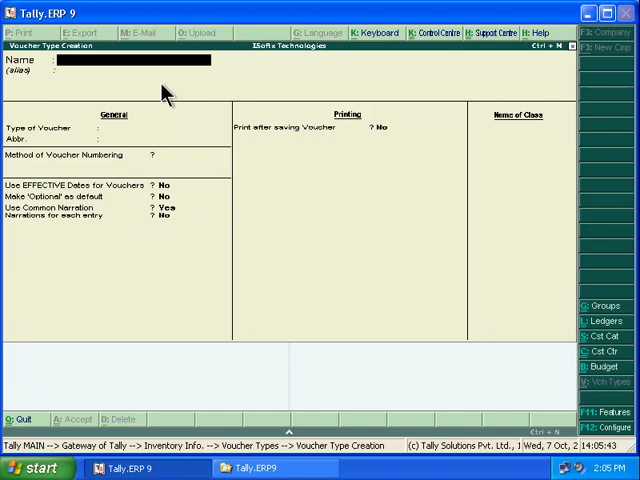 Tally.ERP 9
P: Print E: Export M: E-Mail O: Upload G: Language K: Keyboard K: Control Centre H: Support Centre H: Help F3: Company
Voucher Type Creation ISoftx Technologies Ctrl + N F3: New Cmp
Name :
(alias) :
General Printing Name of Class
Type of Voucher : Print after saving Voucher ? No
Abbr. :
Method of Voucher Numbering ?
Use EFFECTIVE Dates for Vouchers ? No
Make 'Optional' as default ? No
Use Common Narration ? Yes
Narrations for each entry ? No
G: Groups
L: Ledgers
S: Cst Cat
C: Cst Ctr
B: Budget
V: Vch Types
F11: Features
F12: Configure
Q: Quit A: Accept D: Delete
Ctrl + N
Tally MAIN --> Gateway of Tally --> Inventory Info. --> Voucher Types --> Voucher Type Creation (c) Tally Solutions Pvt. Ltd., 1 Wed, 7 Oct, 2 14:05:43
start Tally.ERP 9 Tally.ERP9 2:05 PM